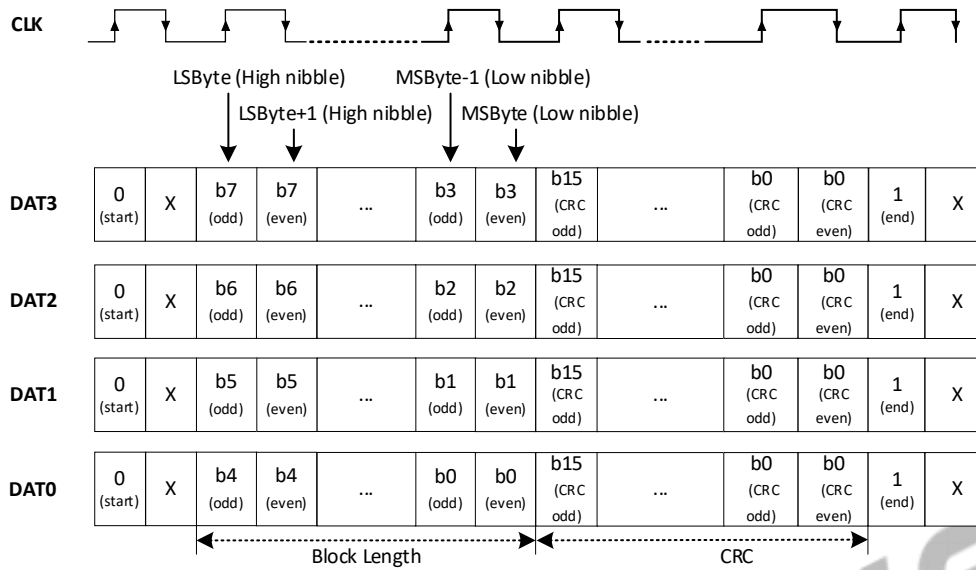 CLK
LSByte (High nibble) MSByte-1 (Low nibble)
LSByte+1 (High nibble) MSByte (Low nibble)
DAT3 0 (start) X b7 (odd) b7 (even) ... b3 (odd) b3 (even) b15 (CRC odd) ... b0 (CRC odd) b0 (CRC even) 1 (end) X
DAT2 0 (start) X b6 (odd) b6 (even) ... b2 (odd) b2 (even) b15 (CRC odd) ... b0 (CRC odd) b0 (CRC even) 1 (end) X
DAT1 0 (start) X b5 (odd) b5 (even) ... b1 (odd) b1 (even) b15 (CRC odd) ... b0 (CRC odd) b0 (CRC even) 1 (end) X
DAT0 0 (start) X b4 (odd) b4 (even) ... b0 (odd) b0 (even) b15 (CRC odd) ... b0 (CRC odd) b0 (CRC even) 1 (end) X
Block Length CRC